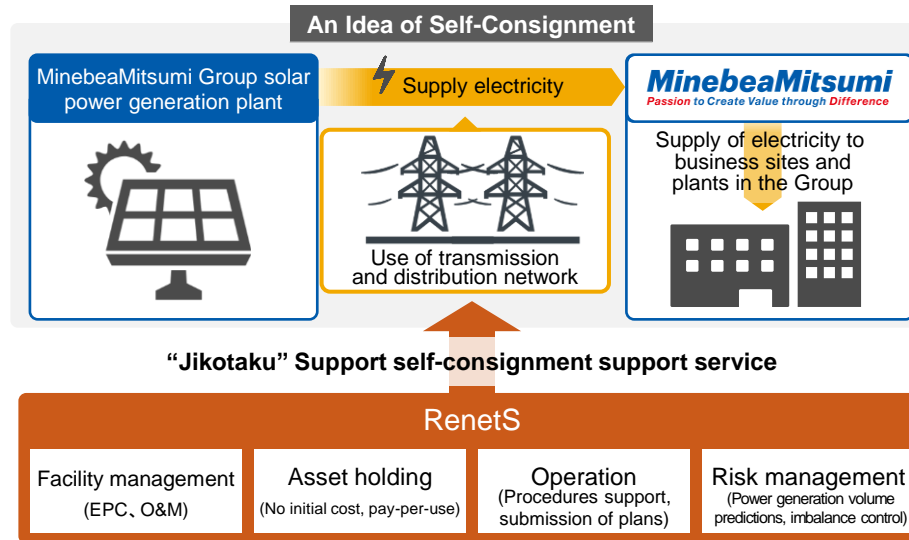 An Idea of Self-Consignment
MinebeaMitsumi Group solar
power generation plant
Supply electricity
MinebeaMitsumi
Passion to Create Value through Difference
Use of transmission
and distribution network
Supply of electricity to
business sites and
plants in the Group
“Jikotaku” Support self-consignment support service
RenetS
Facility management
(EPC、O&M)
Asset holding
(No initial cost, pay-per-use)
Operation
(Procedures support,
submission of plans)
Risk management
(Power generation volume
predictions, imbalance control)